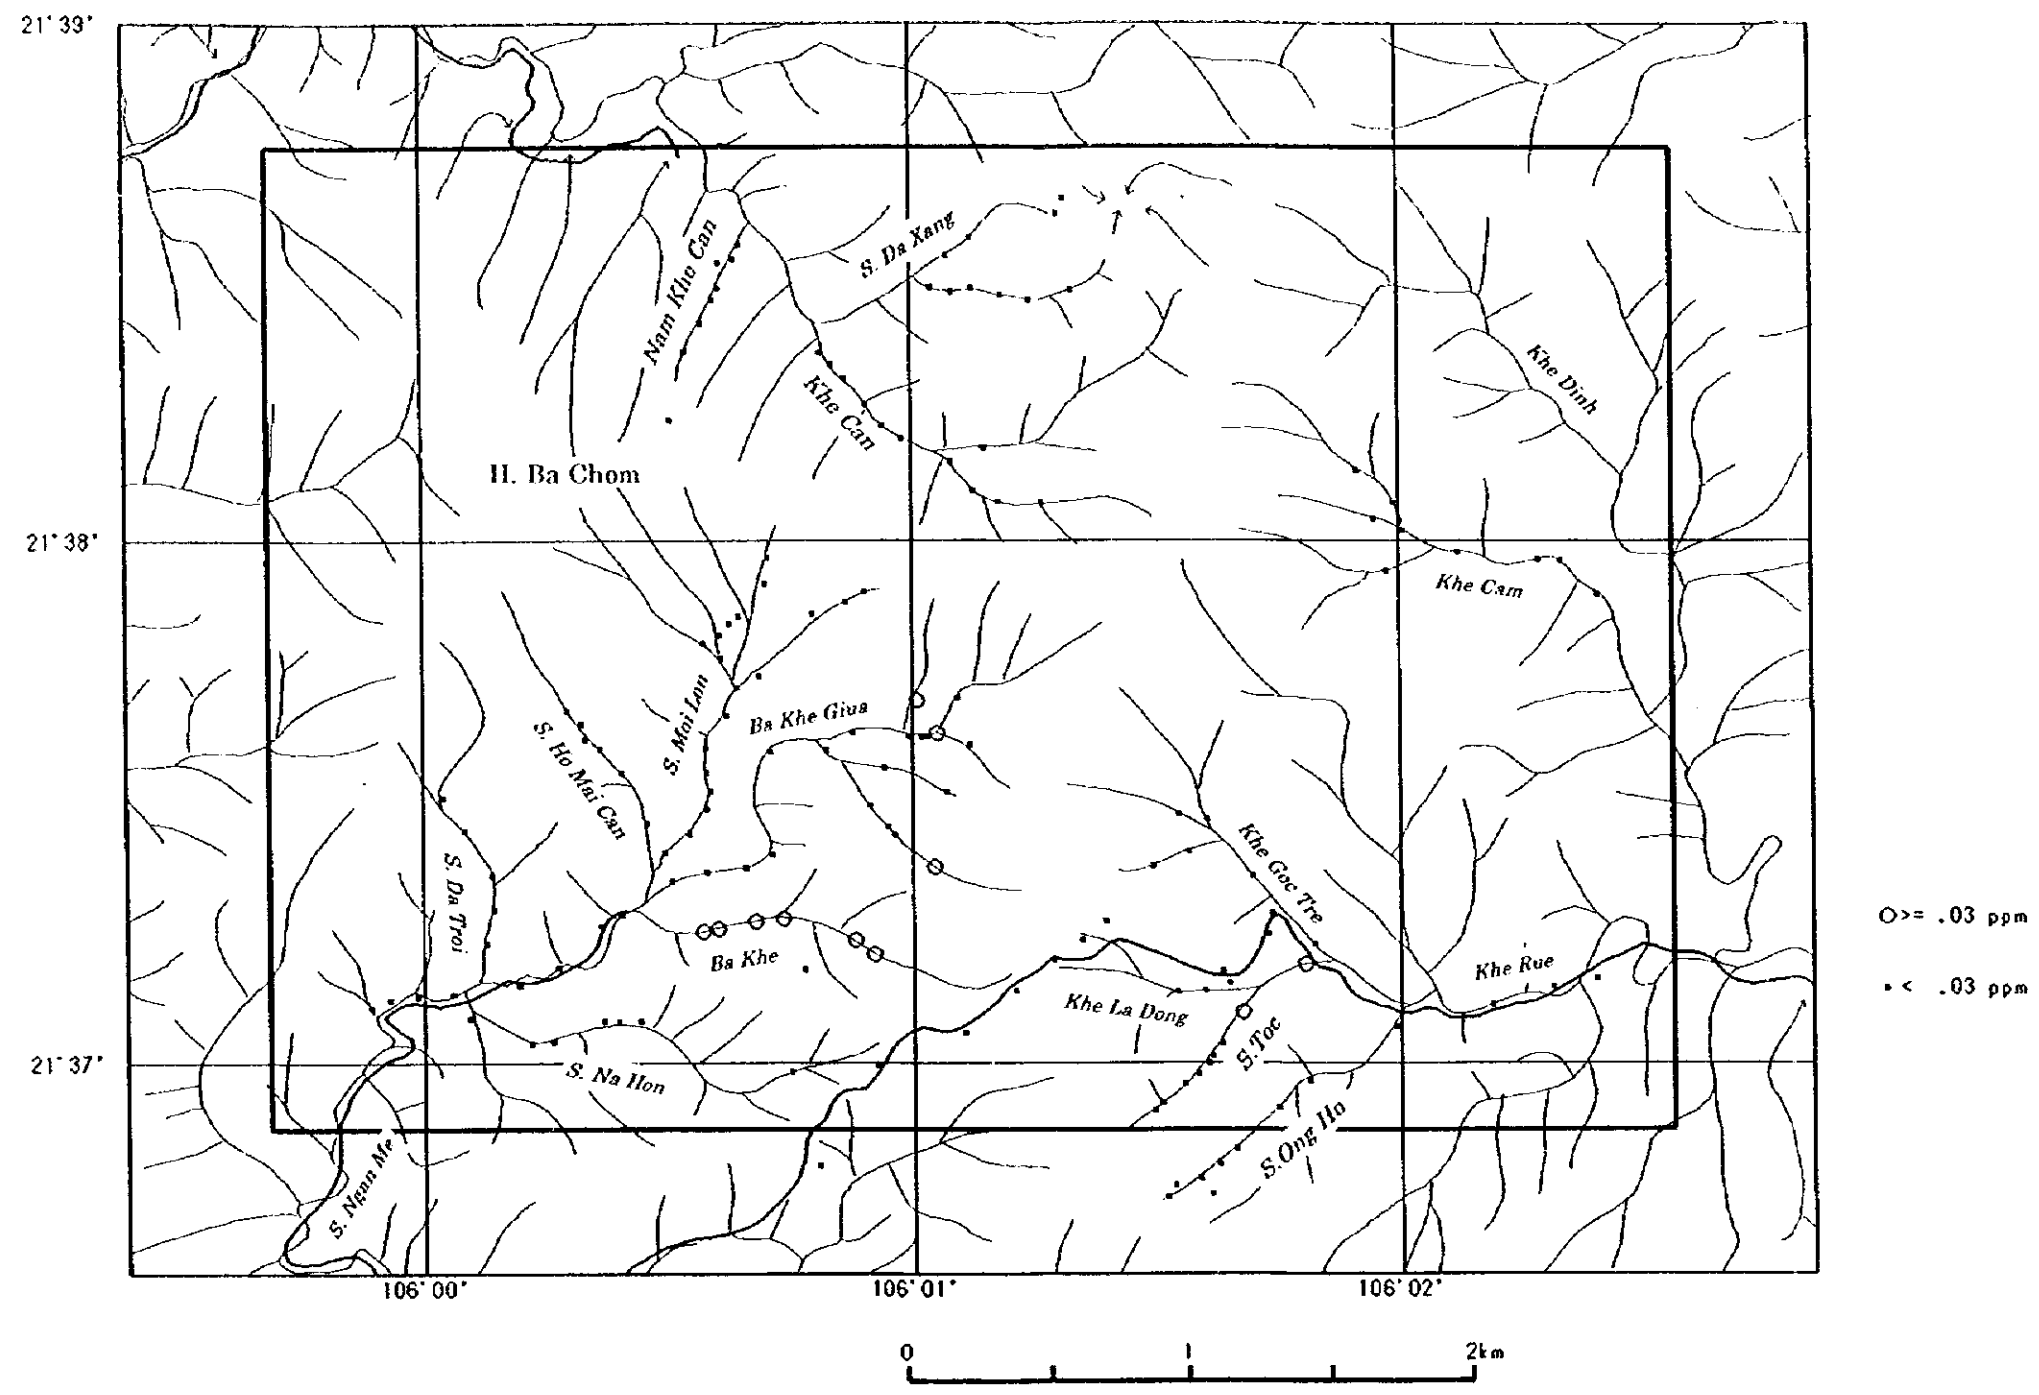 21°39'
S. Da Xang
Nam Khe Can
Khe Dinh
Khe Can
H. Ba Chom
21°38'
Khe Cam
S. Mai Lan
Ba Khe Giua
S. Ho Mai Can
Khe Goc Tre
S. Da Troi
O>= .03 ppm
Ba Khe
Khe Rue
▪< .03 ppm
Khe La Dong
S. Toc
21°37'
S. Na Hon
S. Ong Ho
S. Ngan Me
106°00' 106°01' 106°02'
0 1 2km